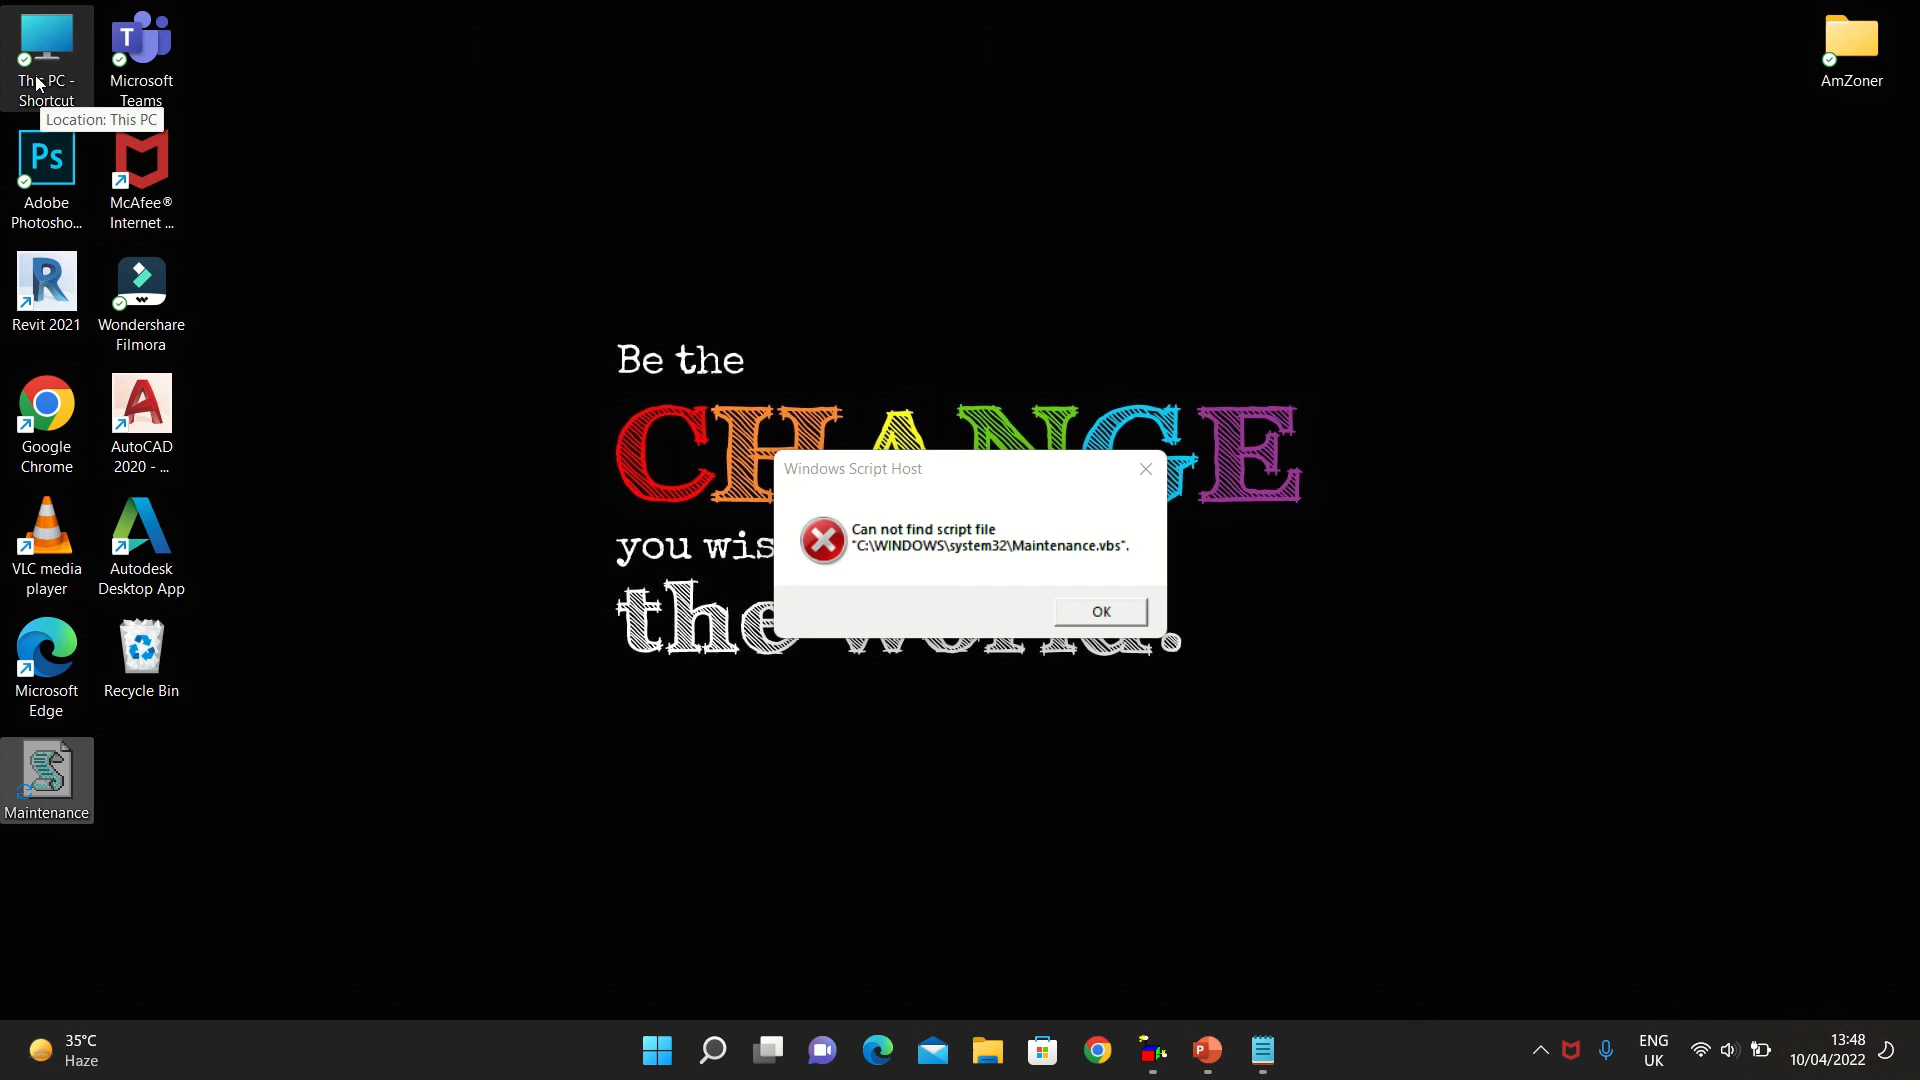 This PC -
Shortcut
Location: This PC
T
Microsoft
Teams
Ps
Adobe
Photosho...
McAfee®
Internet ...
R
Revit 2021
Wondershare
Filmora
Google
Chrome
A
AutoCAD
2020 - ...
VLC media
player
Autodesk
Desktop App
Microsoft
Edge
Recycle Bin
Maintenance
AmZoner
Be the
CHANGE
you wis
the world.
Windows Script Host
Can not find script file
"C:\WINDOWS\system32\Maintenance.vbs".
OK
35°C
Haze
P
ENG
UK
13:48
10/04/2022